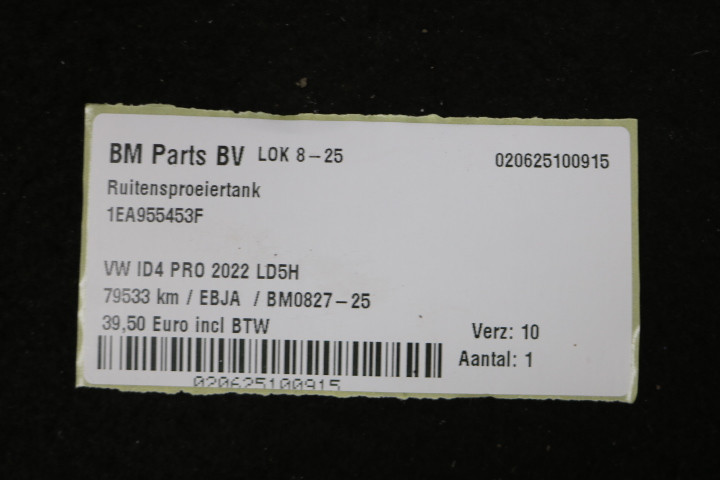 BM Parts BV LOK 8-25 020625100915
Ruitensproeiertank
1EA955453F
VW ID4 PRO 2022 LD5H
79533 km / EBJA / BM0827-25
39,50 Euro incl BTW Verz: 10
Aantal: 1
020625100915